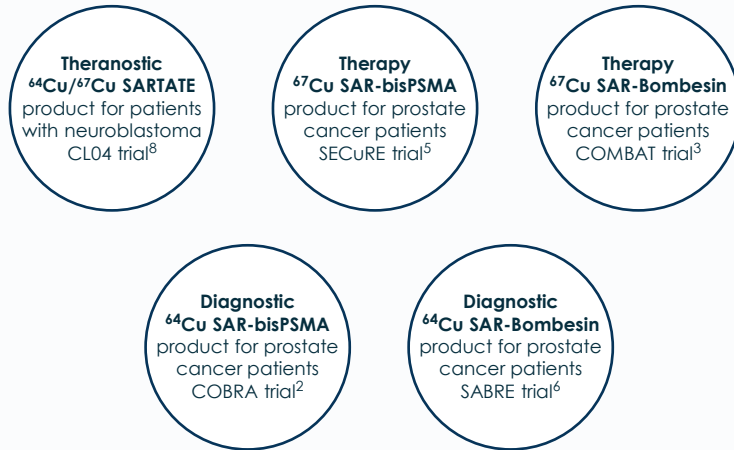 Theranostic
⁶⁴Cu/⁶⁷Cu SARTATE
product for patients
with neuroblastoma
CL04 trial⁸
Therapy
⁶⁷Cu SAR-bisPSMA
product for prostate
cancer patients
SECuRE trial⁵
Therapy
⁶⁷Cu SAR-Bombesin
product for prostate
cancer patients
COMBAT trial³
Diagnostic
⁶⁴Cu SAR-bisPSMA
product for prostate
cancer patients
COBRA trial²
Diagnostic
⁶⁴Cu SAR-Bombesin
product for prostate
cancer patients
SABRE trial⁶